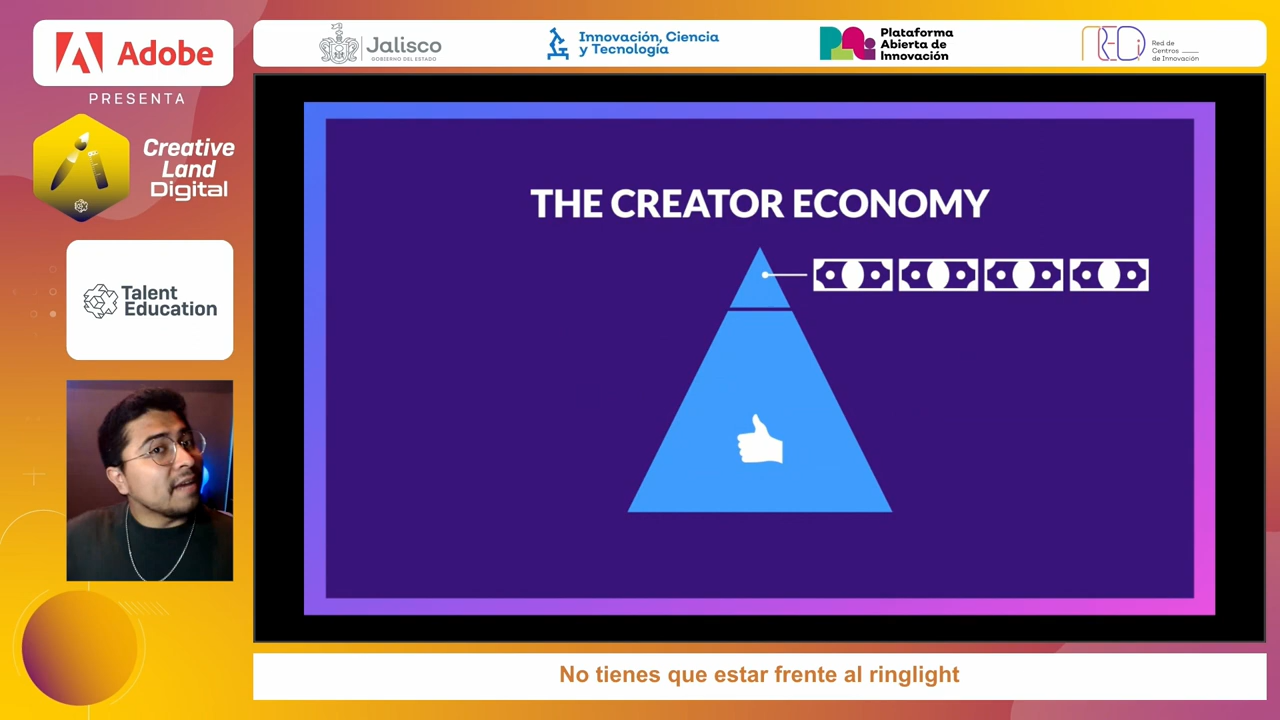 Adobe
PRESENTA
Creative
Land
Digital
Talent
Education
Jalisco
GOBIERNO DEL ESTADO
Innovación, Ciencia
y Tecnología
Plataforma
Abierta de
Innovación
REDi
Red de
Centros
de Innovación
THE CREATOR ECONOMY
No tienes que estar frente al ringlight